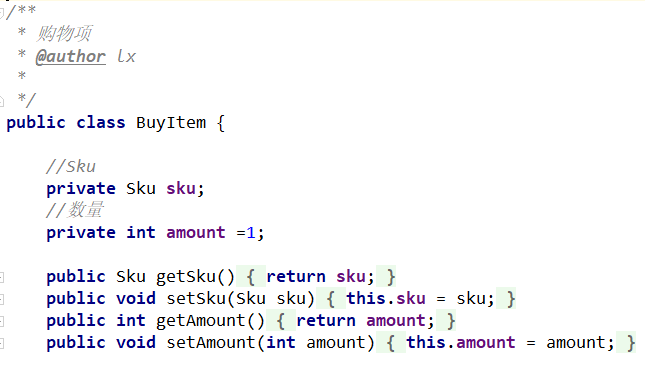 /**
 * 购物项
 * @author lx
 *
 */
public class BuyItem {
    //Sku
    private Sku sku;
    //数量
    private int amount =1;
    public Sku getSku() { return sku; }
    public void setSku(Sku sku) { this.sku = sku; }
    public int getAmount() { return amount; }
    public void setAmount(int amount) { this.amount = amount; }